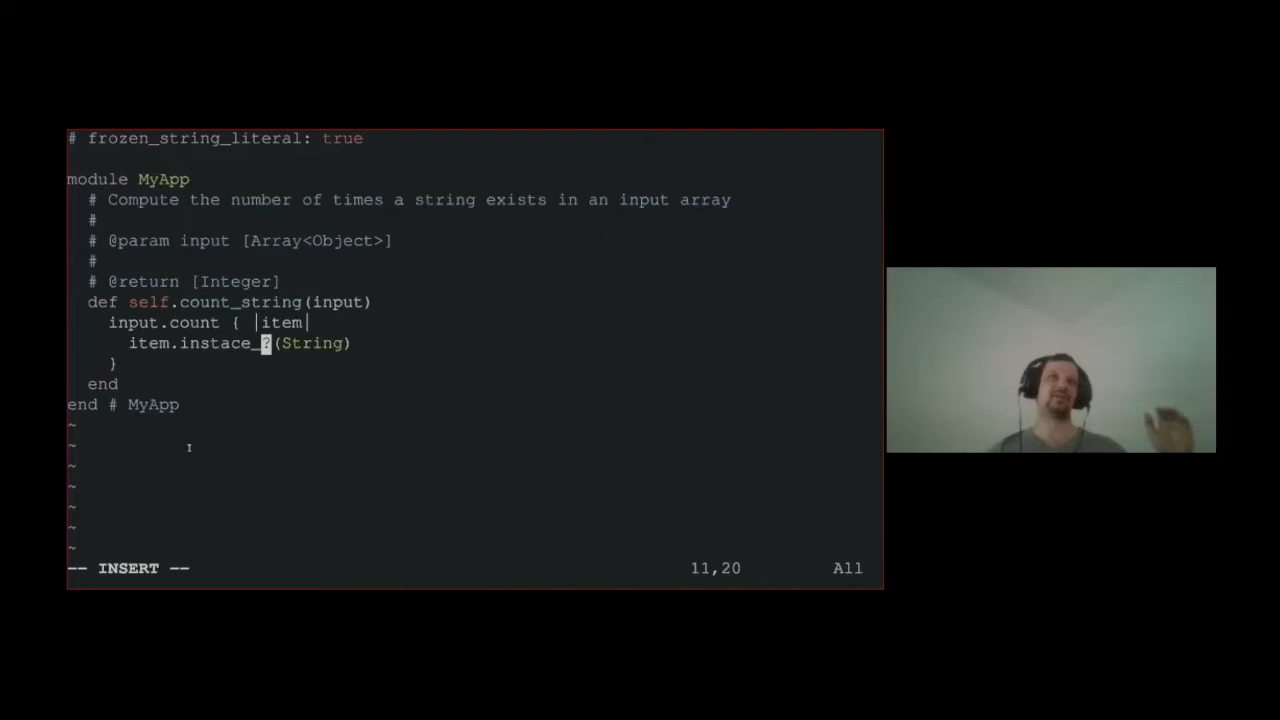 # frozen_string_literal: true
module MyApp
# Compute the number of times a string exists in an input array
#
# @param input [Array<Object>]
#
# @return [Integer]
def self.count_string(input)
input.count { |item|
item.instace_?(String)
}
end
end # MyApp
~
~
~
~
~
~
~
-- INSERT -- 11,20 All